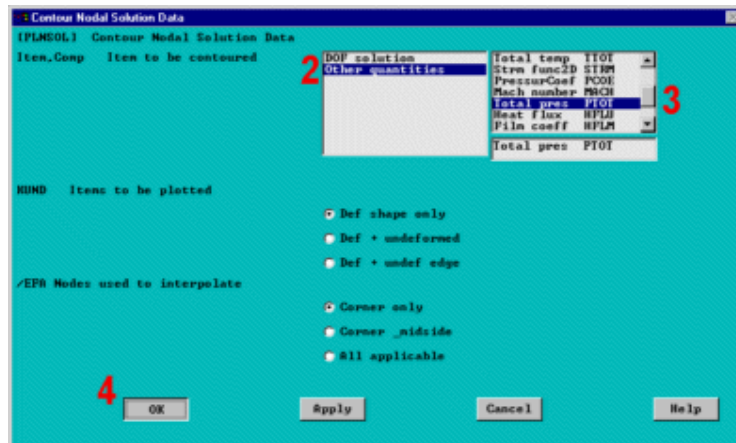 Contour Nodal Solution Data
[PLNSOL] Contour Nodal Solution Data
Item,Comp Item to be contoured
2
DOF solution
Other quantities
Total temp TTOT
Strm func2D STRM
PressurCoef PCOE
Mach number MACH
Total pres PTOT
Heat flux HFLU
Film coeff HFLM
3
Total pres PTOT
KUND Items to be plotted
Def shape only
Def + undeformed
Def + undef edge
/EFA Nodes used to interpolate
Corner only
Corner _midside
All applicable
4
OK Apply Cancel Help